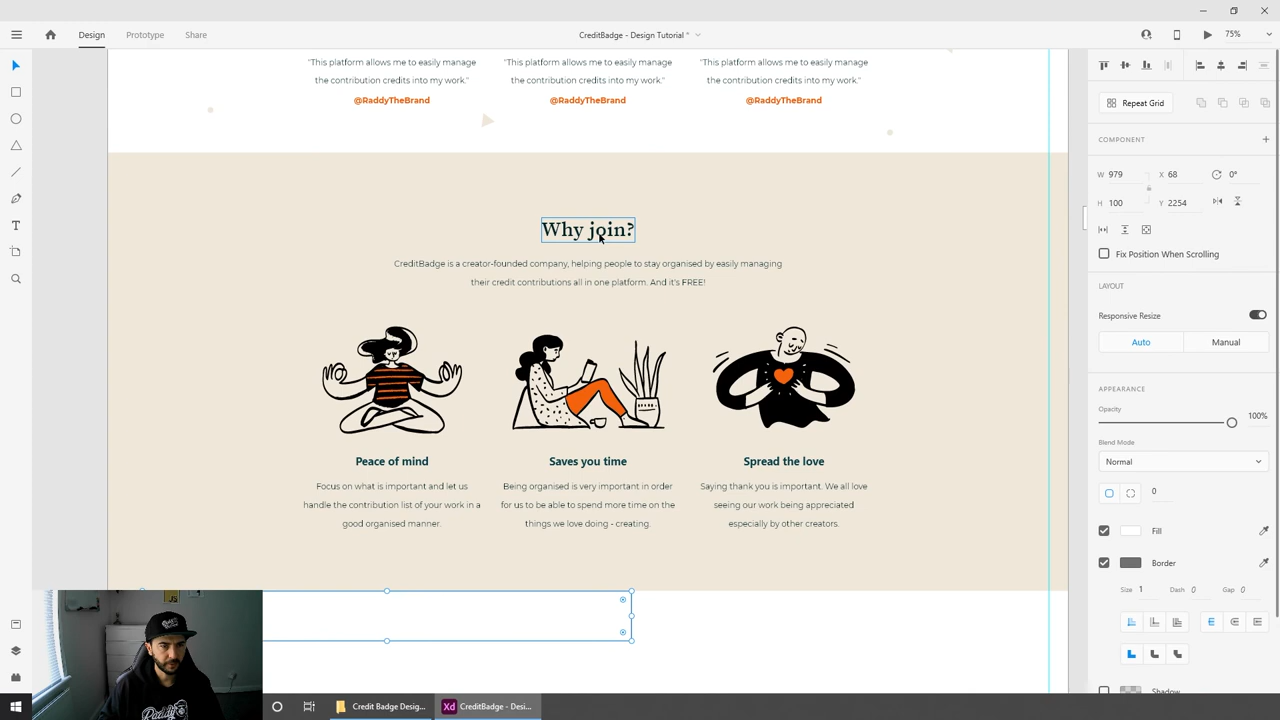 Design
Prototype
Share
CreditBadge - Design Tutorial *
75%
"This platform allows me to easily manage
the contribution credits into my work."
@RaddyTheBrand
"This platform allows me to easily manage
the contribution credits into my work."
@RaddyTheBrand
"This platform allows me to easily manage
the contribution credits into my work."
@RaddyTheBrand
Why join?
CreditBadge is a creator-founded company, helping people to stay organised by easily managing
their credit contributions all in one platform. And it's FREE!
Peace of mind
Focus on what is important and let us
handle the contribution list of your work in a
good organised manner.
Saves you time
Being organised is very important in order
for us to be able to spend more time on the
things we love doing - creating.
Spread the love
Saying thank you is important. We all love
seeing our work being appreciated
especially by other creators.
Repeat Grid
COMPONENT
W 979
X 68
0°
H 100
Y 2254
Fix Position When Scrolling
LAYOUT
Responsive Resize
Auto
Manual
APPEARANCE
Opacity
100%
Blend Mode
Normal
0
Fill
Border
Size 1
Dash 0
Gap 0
Shadow
Credit Badge Desig...
Xd
CreditBadge - Desi...